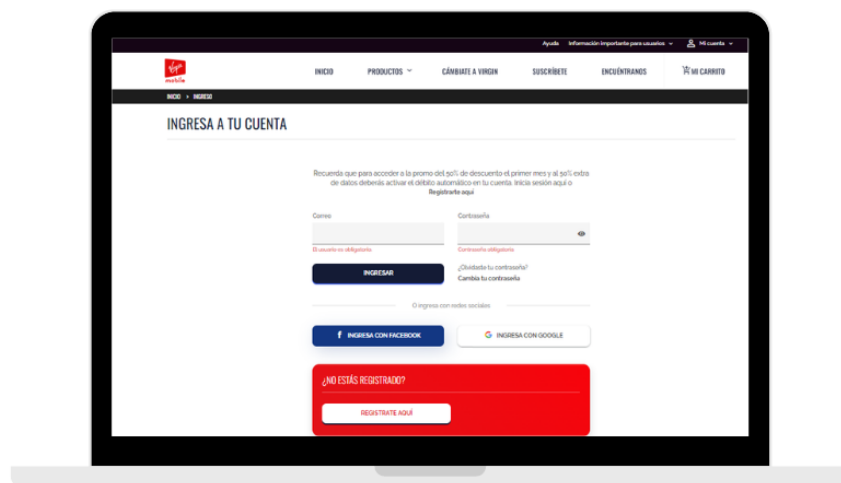 Ayuda Información importante para usuarios Mi cuenta
Virgin
mobile
INICIO PRODUCTOS CÁMBIATE A VIRGIN SUSCRÍBETE ENCUÉNTRANOS MI CARRITO
INICIO > INGRESO
INGRESA A TU CUENTA
Recuerda que para acceder a la promo del 50% de descuento el primer mes y al 50% extra
de datos deberás activar el débito automático en tu cuenta. Inicia sesión aquí o
Registrarte aquí
Correo Contraseña
El usuario es obligatorio Contraseña obligatoria
INGRESAR
¿Olvidaste tu contraseña?
Cambia tu contraseña
O ingresa con redes sociales
f INGRESA CON FACEBOOK G INGRESA CON GOOGLE
¿NO ESTÁS REGISTRADO?
REGISTRATE AQUÍ